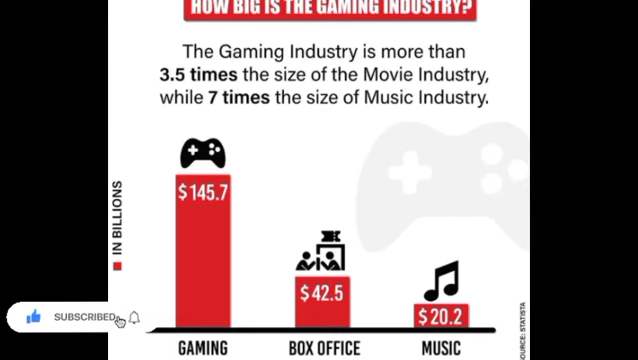 HOW BIG IS THE GAMING INDUSTRY?
The Gaming Industry is more than
3.5 times the size of the Movie Industry,
while 7 times the size of Music Industry.
$145.7
$42.5
$20.2
IN BILLIONS
SUBSCRIBED
GAMING
BOX OFFICE
MUSIC
SOURCE: STATISTA